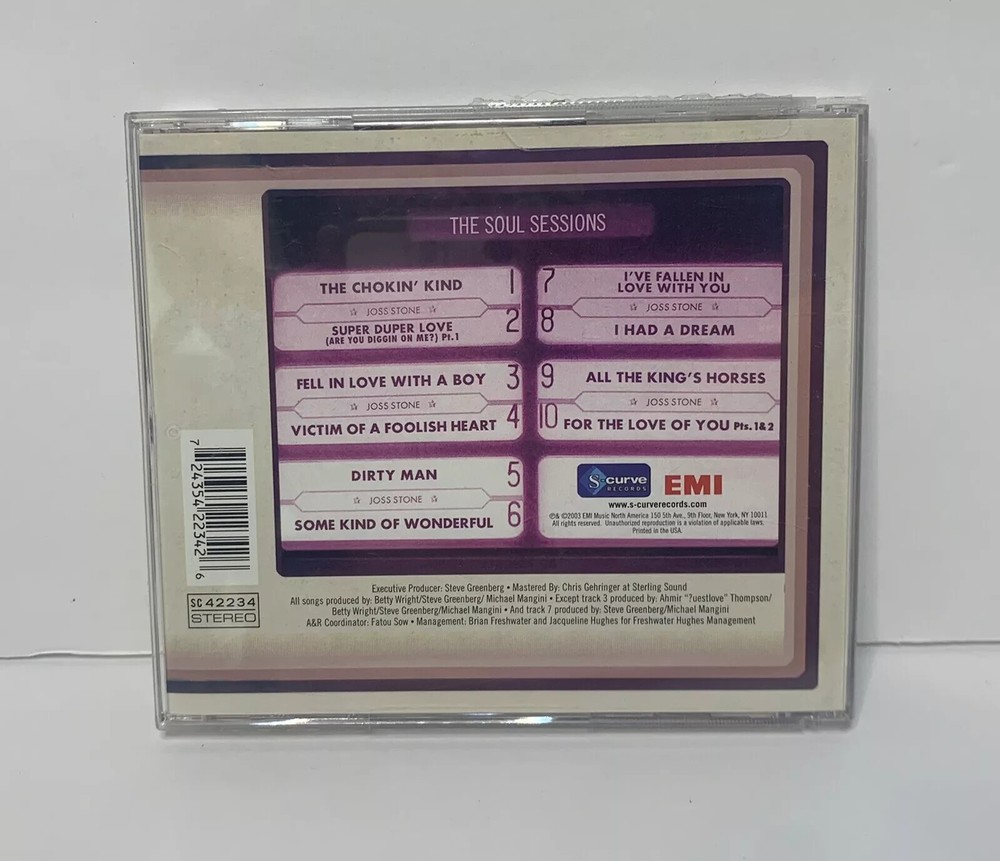 THE SOUL SESSIONS
THE CHOKIN' KIND 1
☆ JOSS STONE ☆
SUPER DUPER LOVE 2
(ARE YOU DIGGIN ON ME?) Pt.1
FELL IN LOVE WITH A BOY 3
☆ JOSS STONE ☆
VICTIM OF A FOOLISH HEART 4
DIRTY MAN 5
☆ JOSS STONE ☆
SOME KIND OF WONDERFUL 6
7 I'VE FALLEN IN
LOVE WITH YOU
☆ JOSS STONE ☆
8 I HAD A DREAM
9 ALL THE KING'S HORSES
☆ JOSS STONE ☆
10 FOR THE LOVE OF YOU Pts. 1&2
S-curve
RECORDS
EMI
www.s-curverecords.com
℗& ©2003 EMI Music North America 150 5th Ave., 9th Floor, New York, NY 10011
All rights reserved. Unauthorized reproduction is a violation of applicable laws.
Printed in the USA.
7 24354 22342 6
SC 42234
STEREO
Executive Producer: Steve Greenberg • Mastered By: Chris Gehringer at Sterling Sound
All songs produced by: Betty Wright/Steve Greenberg/ Michael Mangini • Except track 3 produced by: Ahmir "?uestlove" Thompson/
Betty Wright/Steve Greenberg/Michael Mangini • And track 7 produced by: Steve Greenberg/Michael Mangini
A&R Coordinator: Fatou Sow • Management: Brian Freshwater and Jacqueline Hughes for Freshwater Hughes Management